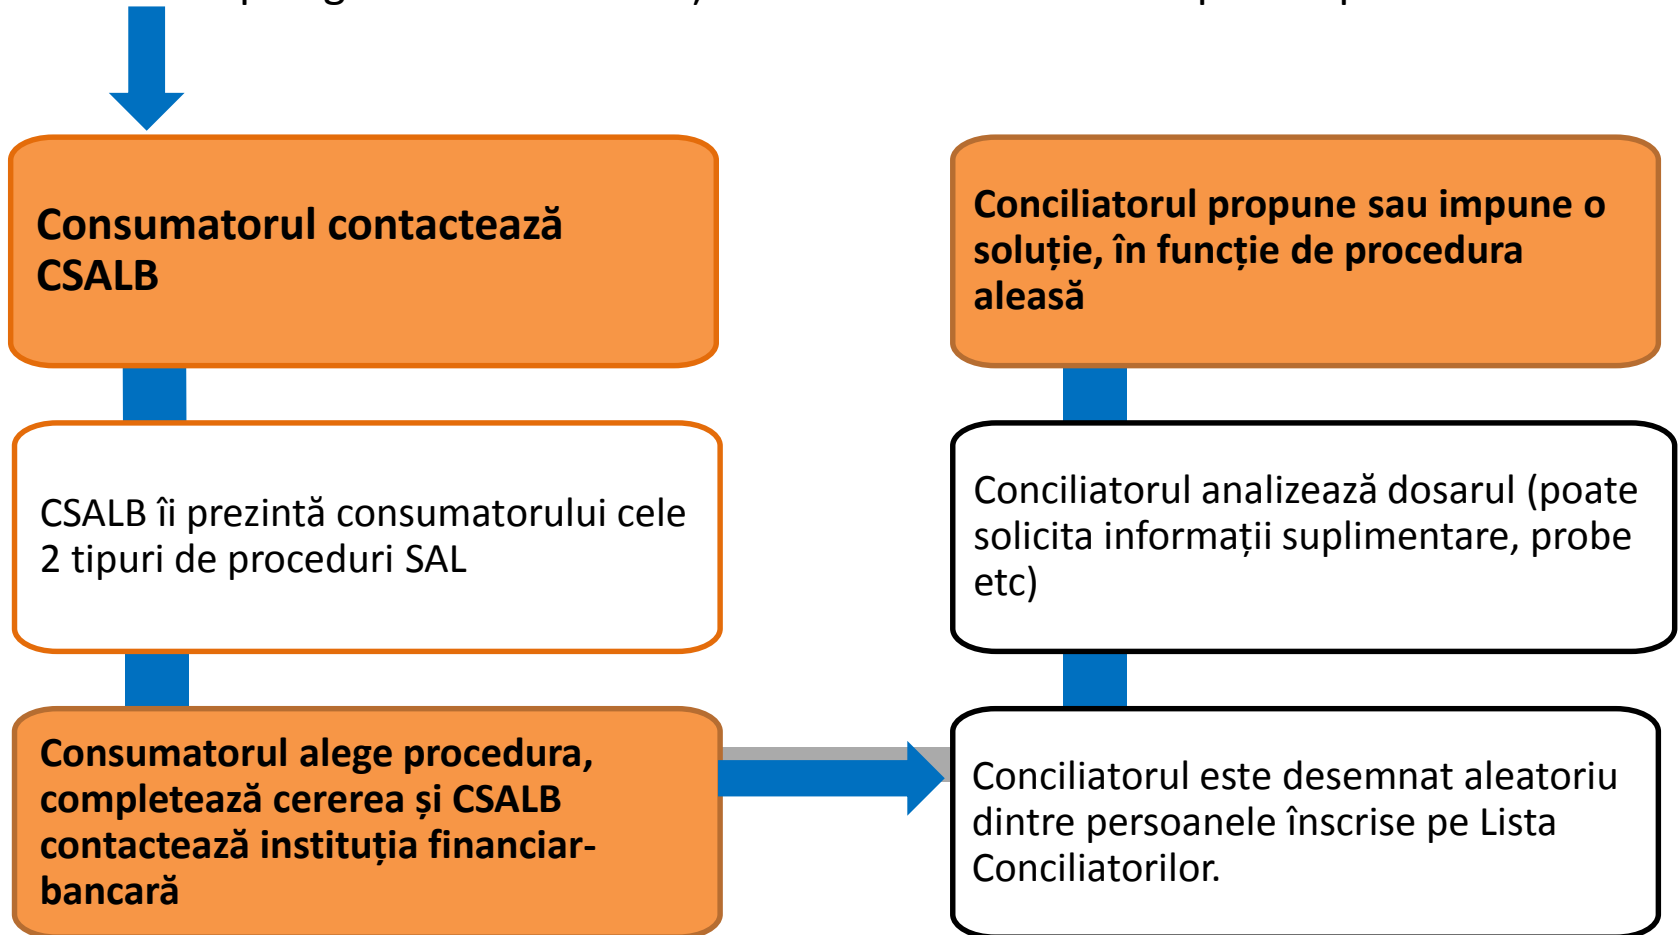 Consumatorul contactează
CSALB
CSALB îi prezintă consumatorului cele
2 tipuri de proceduri SAL
Consumatorul alege procedura,
completează cererea și CSALB
contactează instituția financiar-
bancară
Conciliatorul este desemnat aleatoriu
dintre persoanele înscrise pe Lista
Conciliatorilor.
Conciliatorul analizează dosarul (poate
solicita informații suplimentare, probe
etc)
Conciliatorul propune sau impune o
soluție, în funcție de procedura
aleasă